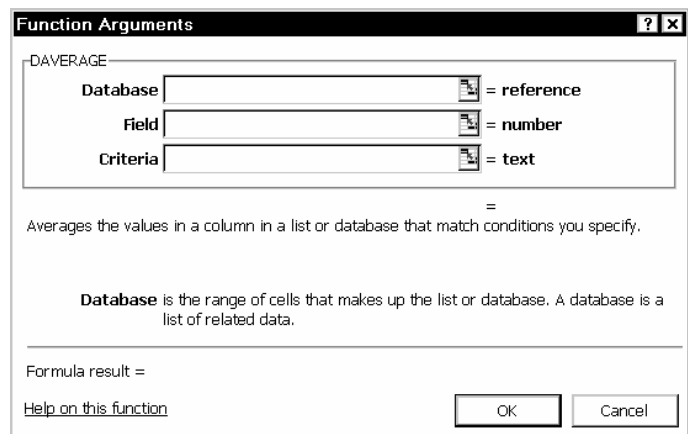 Function Arguments ? X
DAVERAGE
Database = reference
Field = number
Criteria = text
=
Averages the values in a column in a list or database that match conditions you specify.
Database is the range of cells that makes up the list or database. A database is a
list of related data.
Formula result =
Help on this function OK Cancel